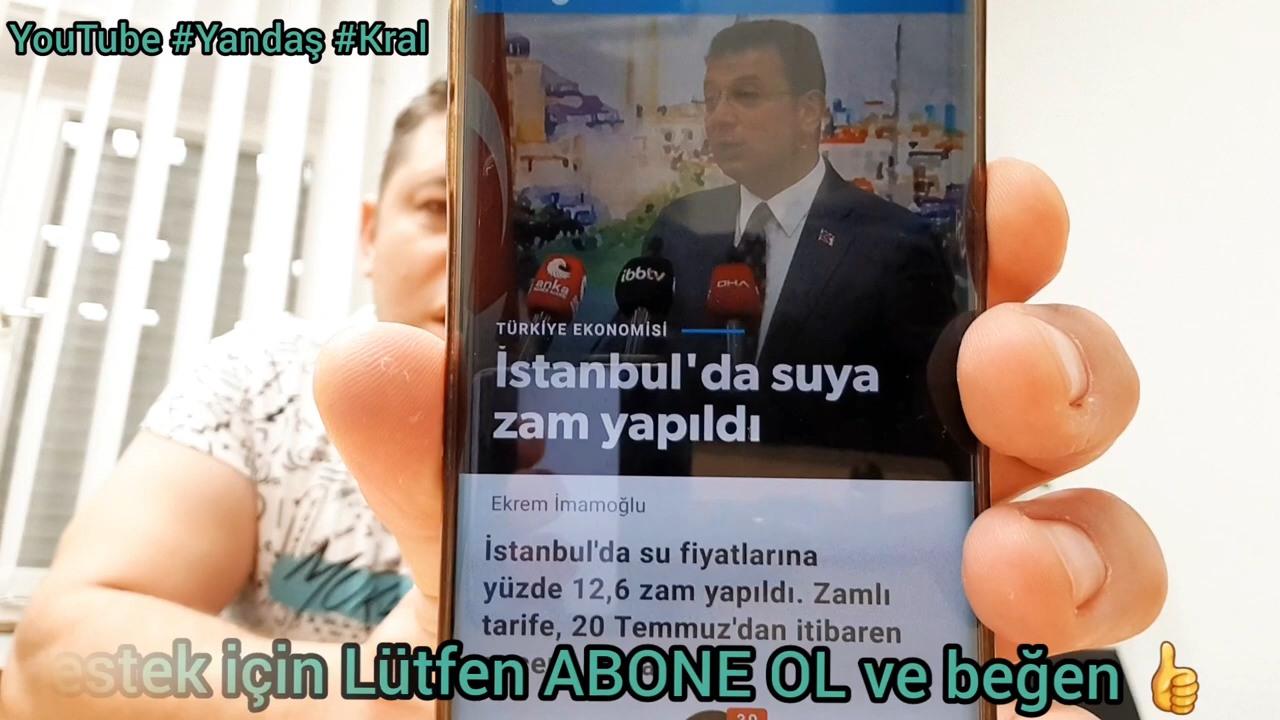 YouTube #Yandaş #Kral
anka
ibbtv
DHA
TÜRKİYE EKONOMİSİ
İstanbul'da suya
zam yapıldı
Ekrem İmamoğlu
İstanbul'da su fiyatlarına
yüzde 12,6 zam yapıldı. Zamlı
tarife, 20 Temmuz'dan itibaren
estek için Lütfen ABONE OL ve beğen 👍